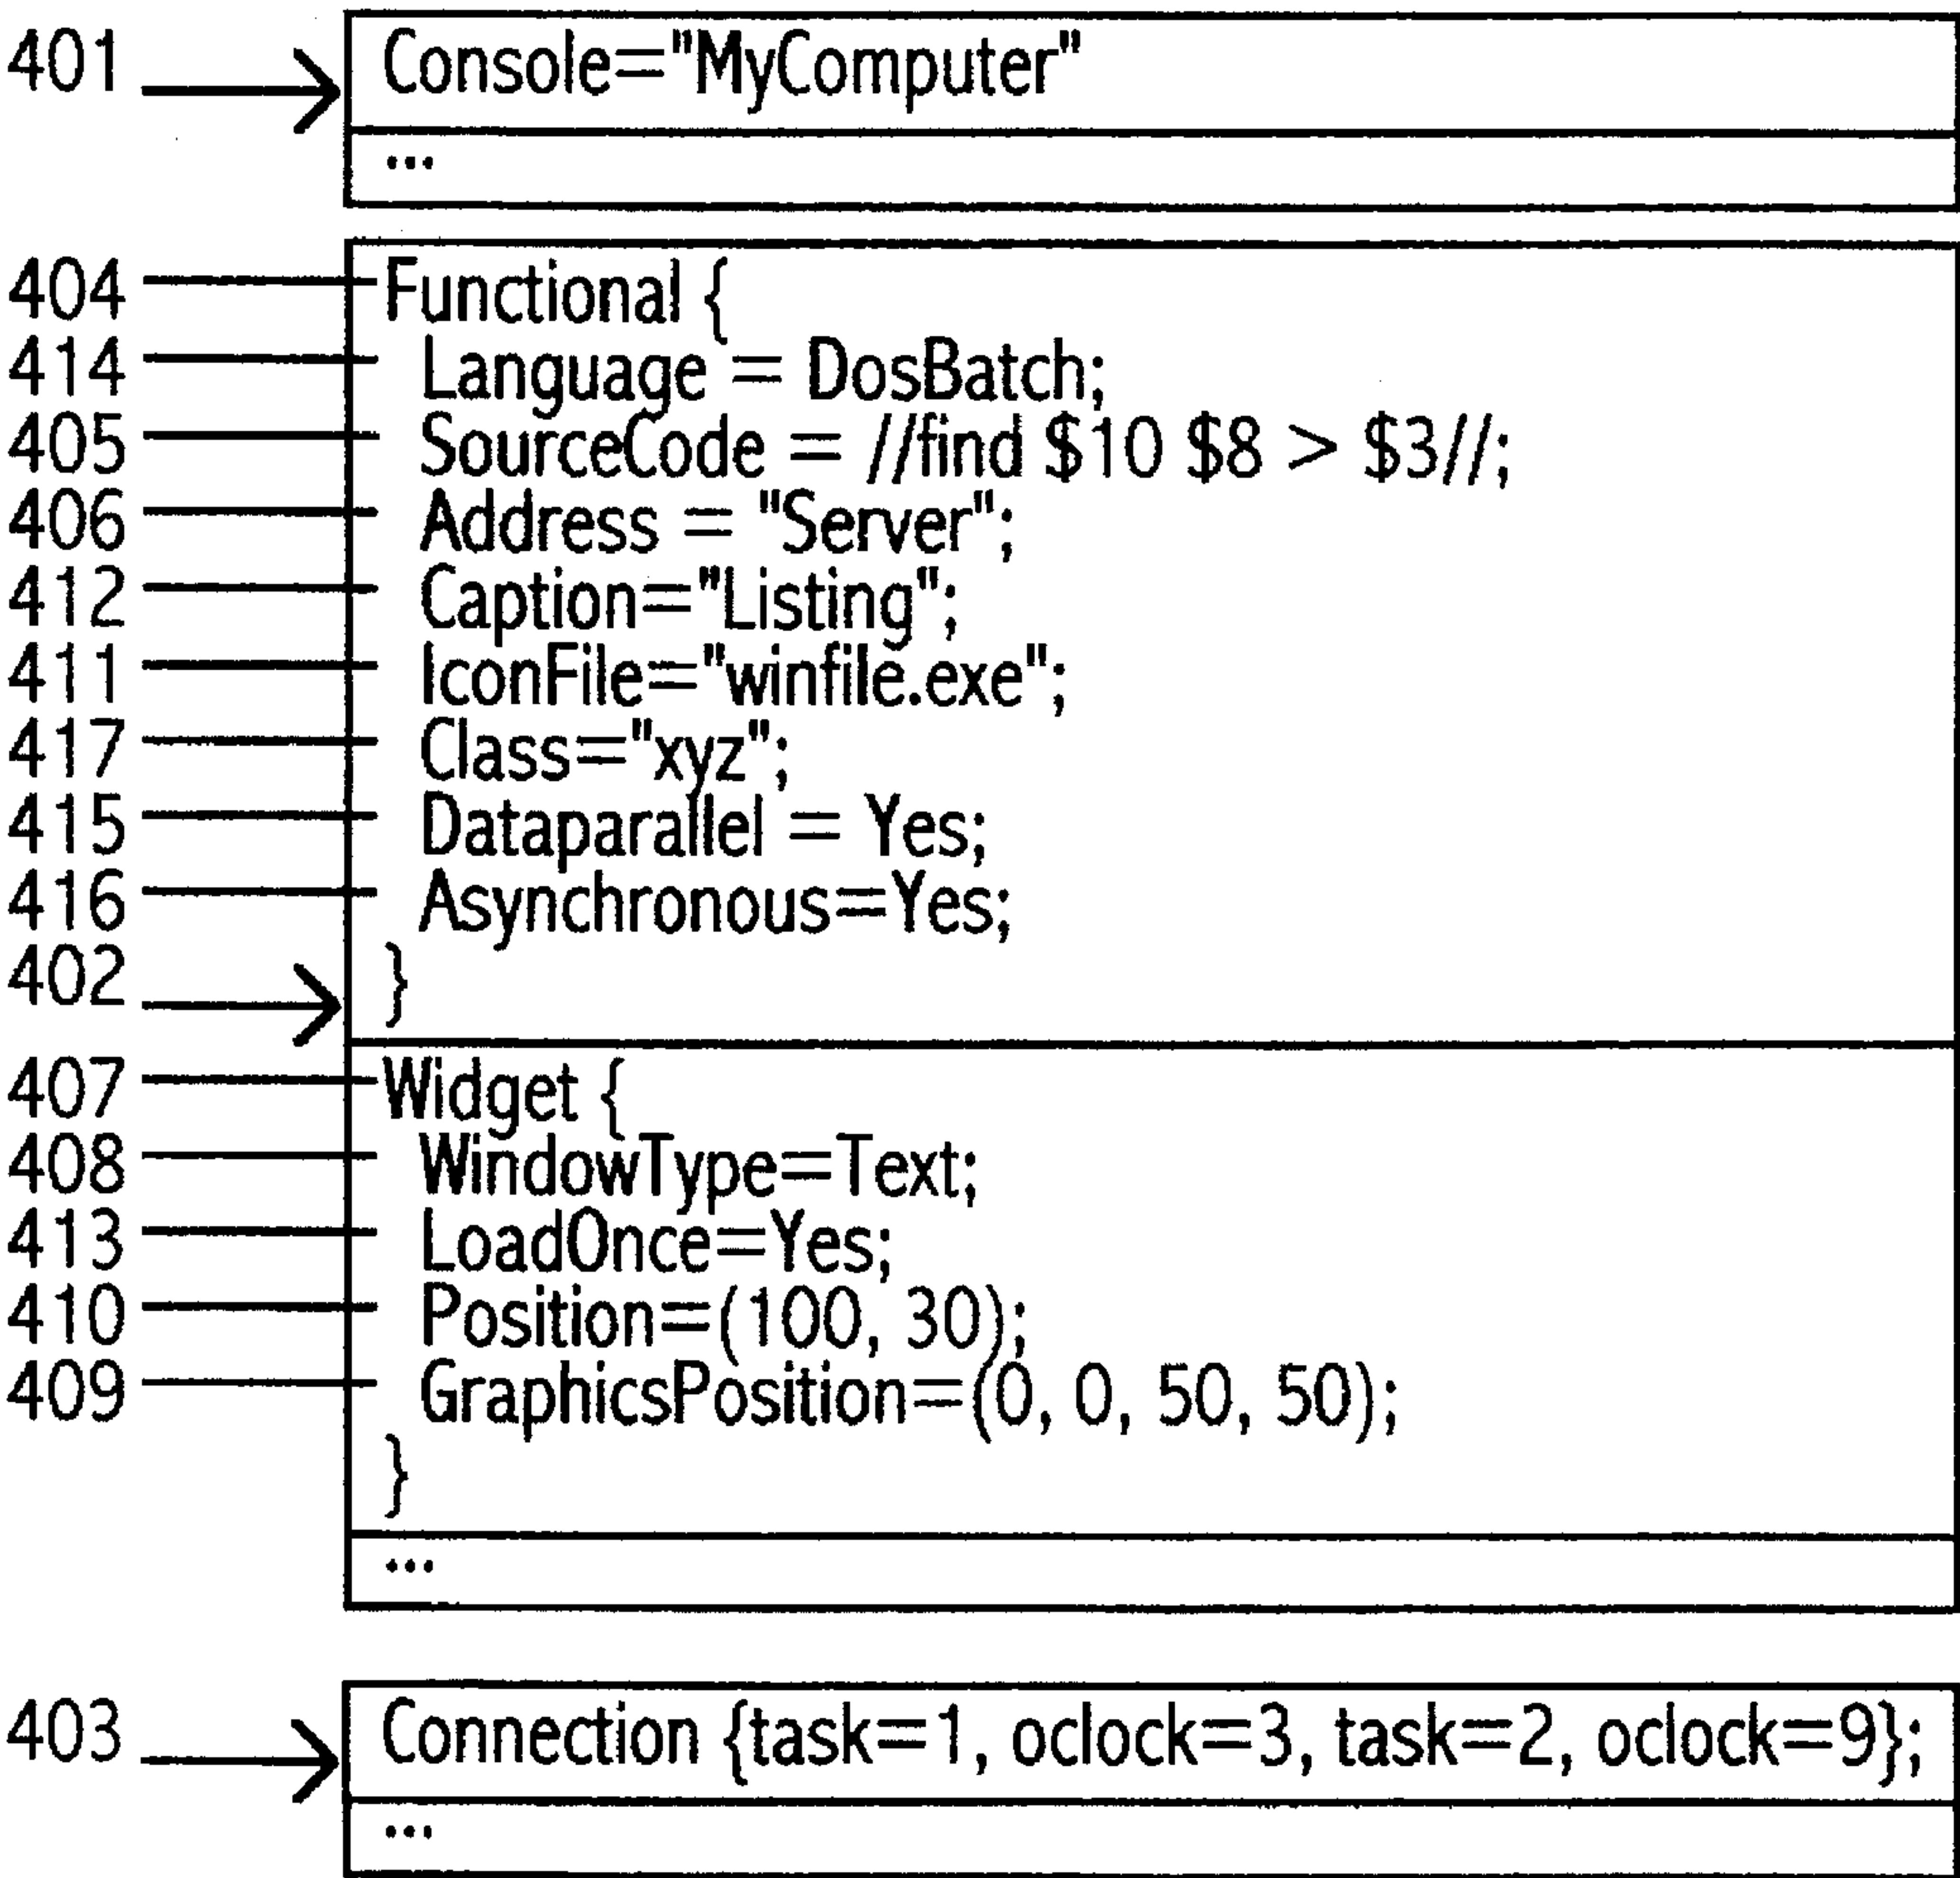 401 Console="MyComputer"
...
404 Functional {
414 Language = DosBatch;
405 SourceCode = //find $10 $8 > $3//;
406 Address = "Server";
412 Caption="Listing";
411 IconFile="winfile.exe";
417 Class="xyz";
415 Dataparallel = Yes;
416 Asynchronous=Yes;
402 }
407 Widget {
408 WindowType=Text;
413 LoadOnce=Yes;
410 Position=(100, 30);
409 GraphicsPosition=(0, 0, 50, 50);
}
...
403 Connection {task=1, oclock=3, task=2, oclock=9};
...